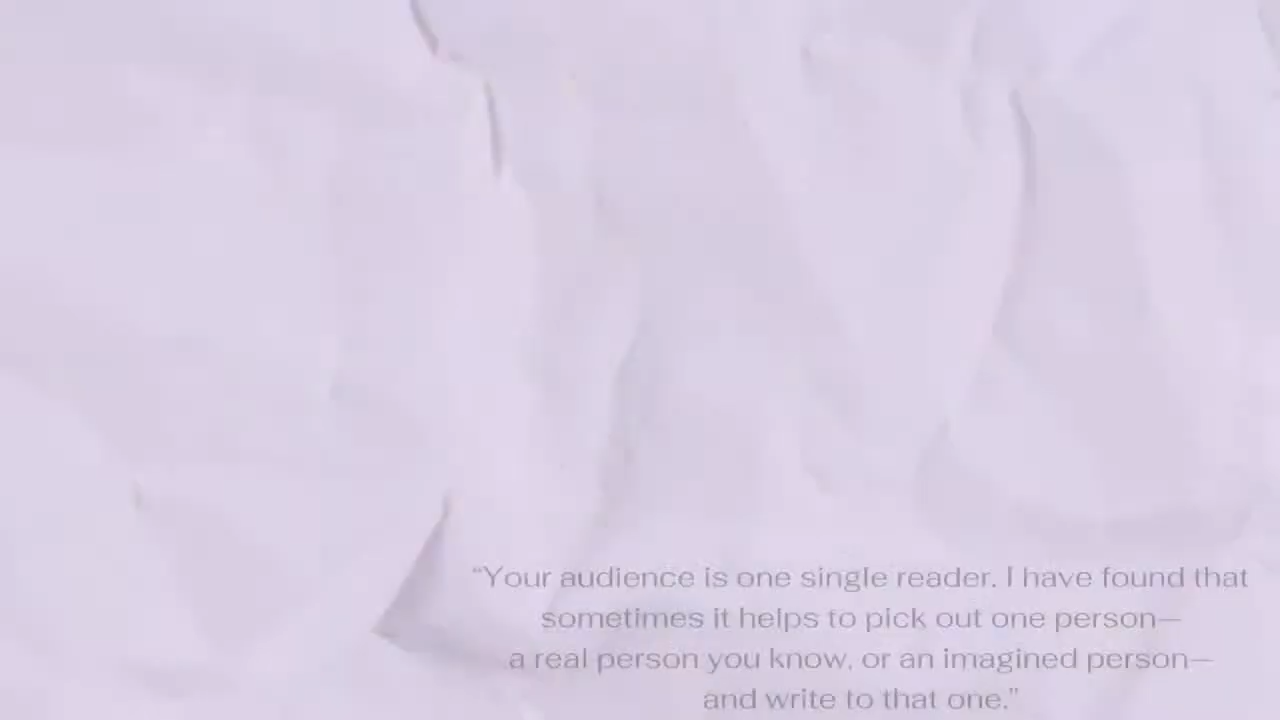 “Your audience is one single reader. I have found that
sometimes it helps to pick out one person—
a real person you know, or an imagined person—
and write to that one.”